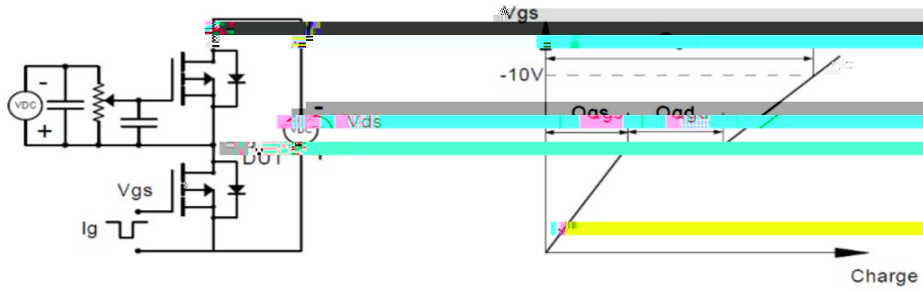 Vgs
-
VDC
+
-10V
-
Qgs
Qgd
VDC
Vds
DUT
Vgs
Ig
Charge